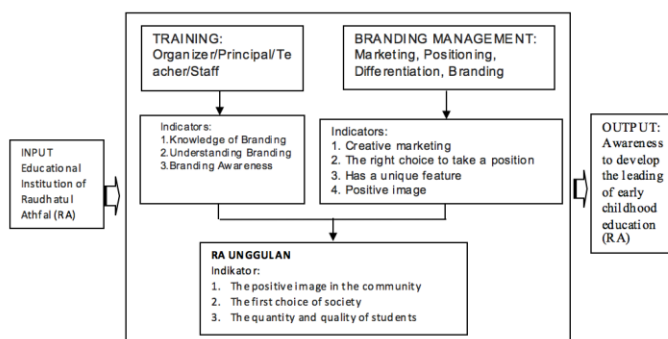 TRAINING:
Organizer/Principal/Te
acher/Staff
BRANDING MANAGEMENT:
Marketing, Positioning,
Differentiation, Branding
INPUT
Educational
Institution of
Raudhatul
Athfal (RA)
Indicators:
1.Knowledge of Branding
2.Understanding Branding
3.Branding Awareness
Indicators:
1. Creative marketing
2. The right choice to take a position
3. Has a unique feature
4. Positive image
OUTPUT:
Awareness
to develop
the leading
of early
childhood
education
(RA)
RA UNGGULAN
Indikator:
1. The positive image in the community
2. The first choice of society
3. The quantity and quality of students